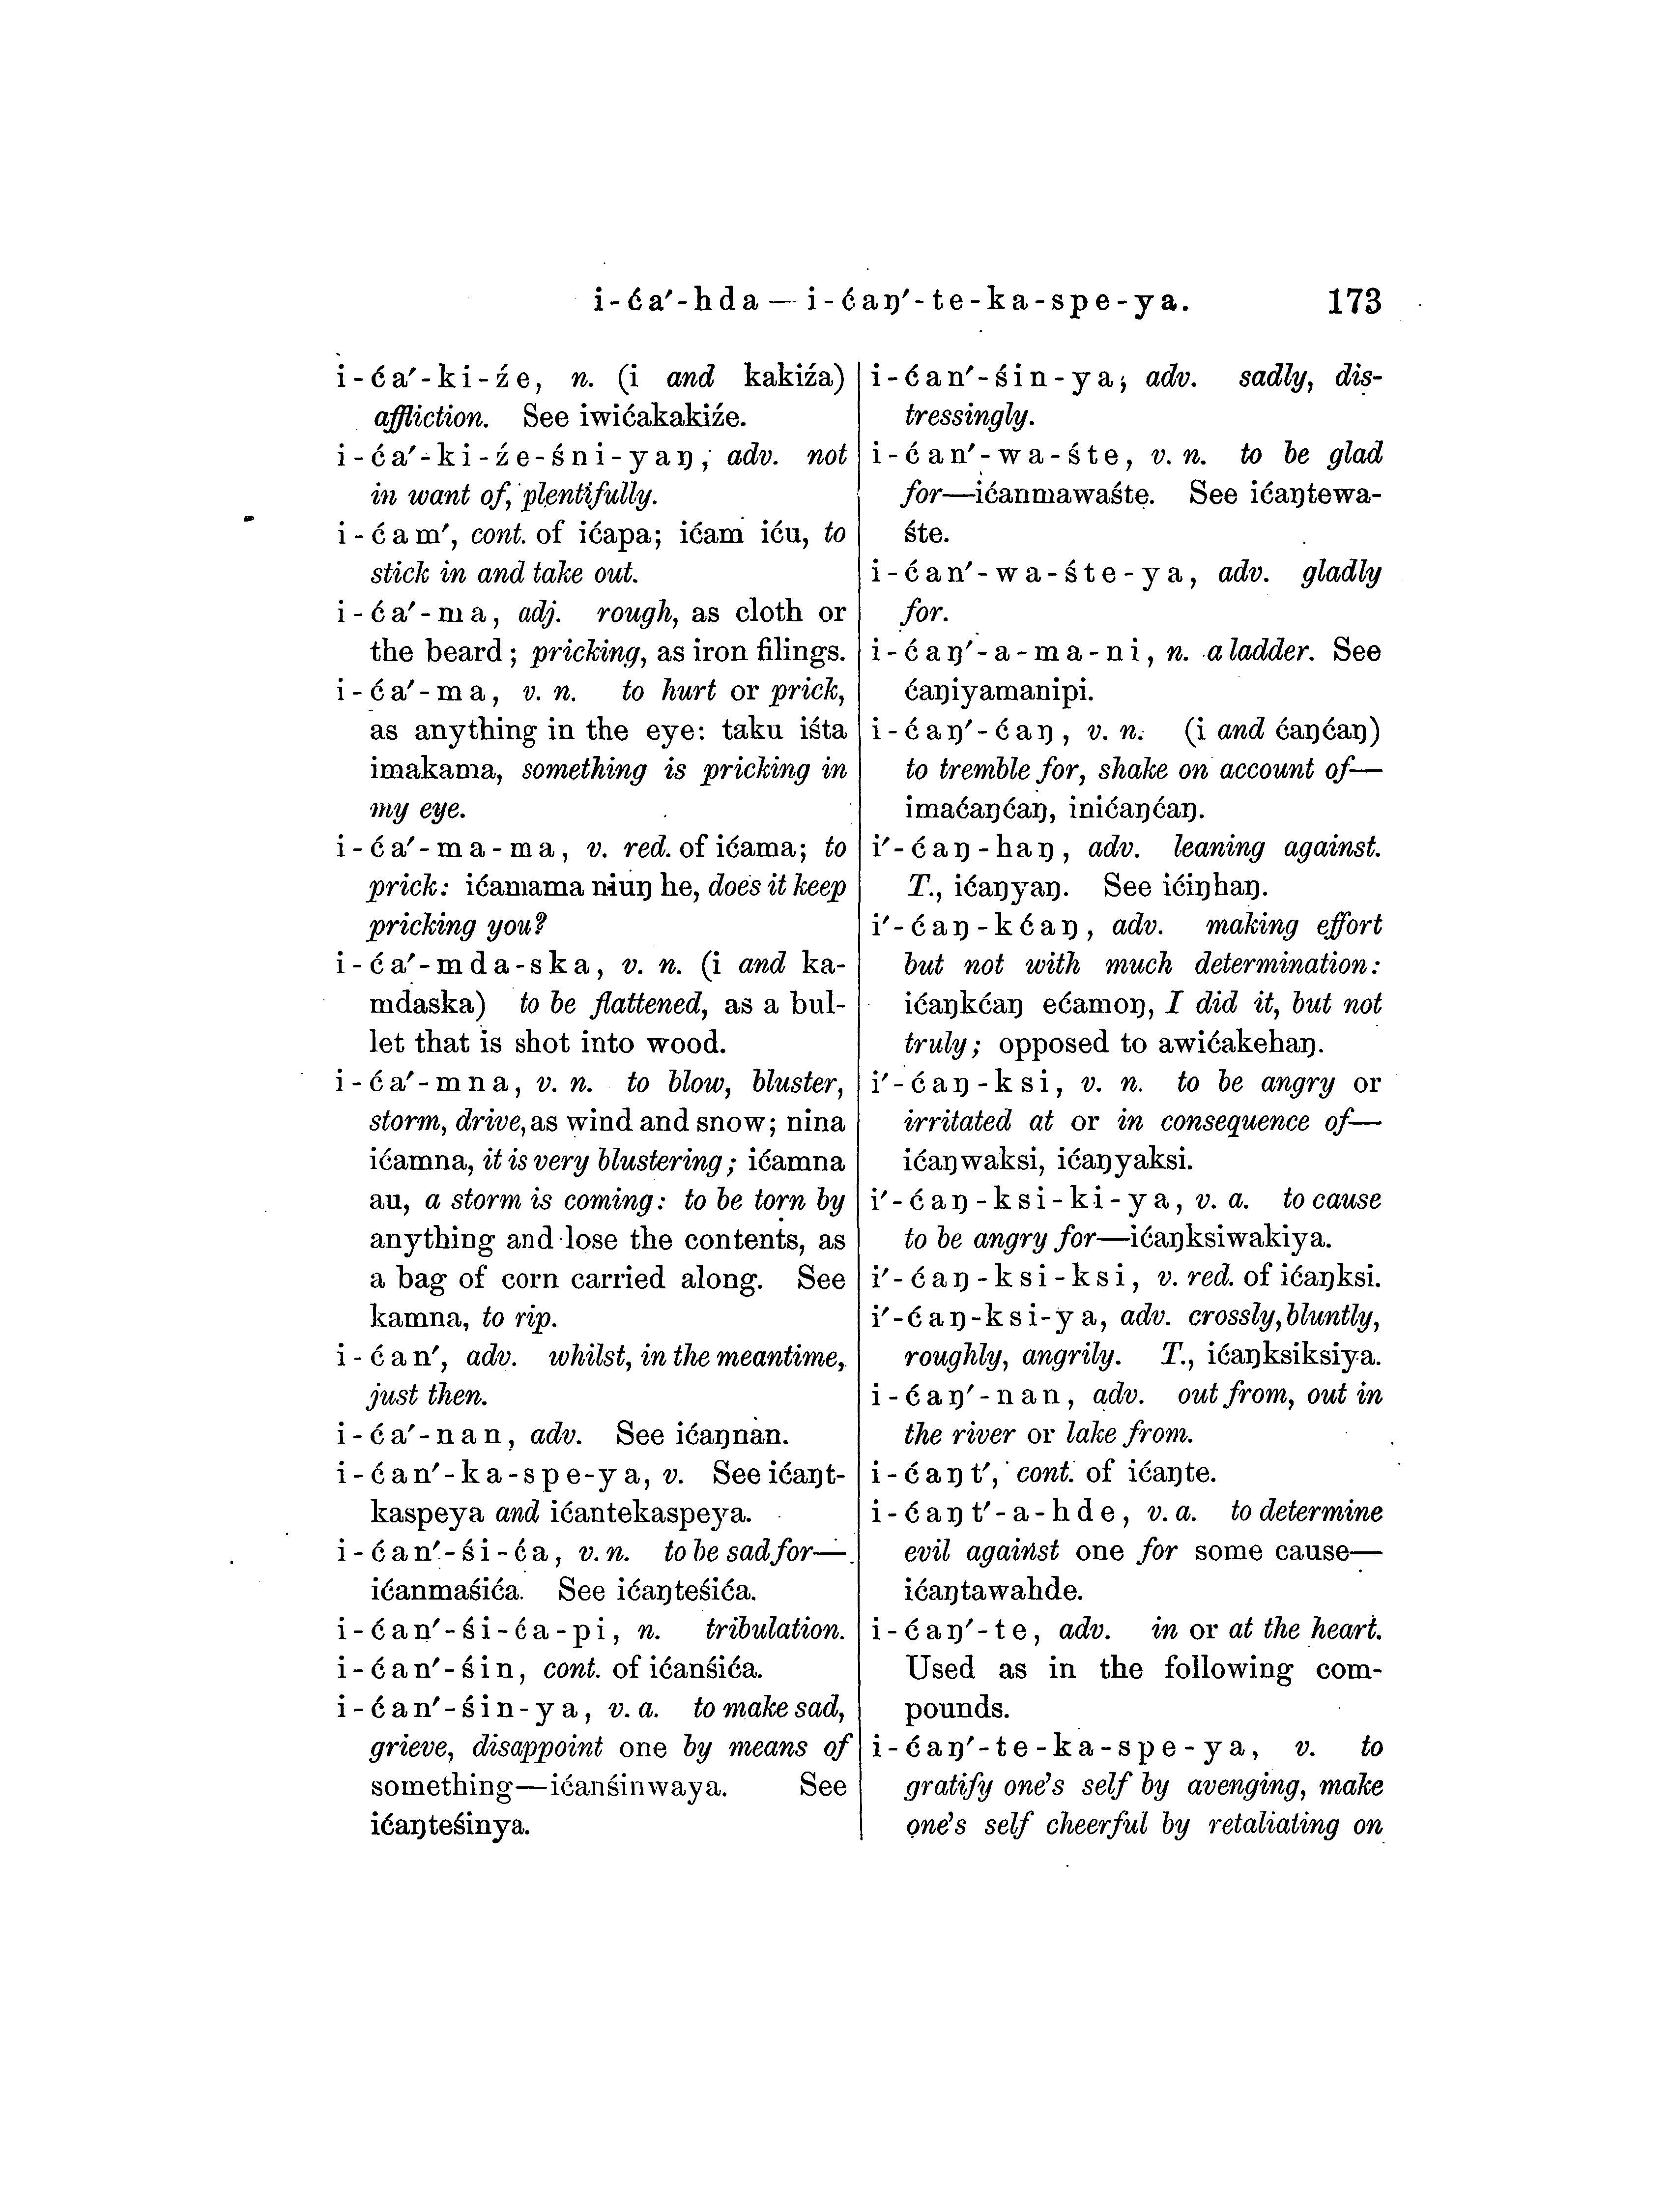 i-ća′-hda — i-ćaŋ′-te-ka-spe-ya. 173
i-ća′-ki-źe, n. (i and kakiźa)
affliction. See iwićakakiźe.
i-ća′-ki-źe-śni-yaŋ, adv. not
in want of, plentifully.
i-ćam′, cont. of ićapa; ićam iću, to
stick in and take out.
i-ća′-ma, adj. rough, as cloth or
the beard; pricking, as iron filings.
i-ća′-ma, v. n. to hurt or prick,
as anything in the eye: taku iśta
imakama, something is pricking in
my eye.
i-ća′-ma-ma, v. red. of ićama; to
prick: ićamama niuŋ he, does it keep
pricking you?
i-ća′-mda-ska, v. n. (i and ka-
mdaska) to be flattened, as a bul-
let that is shot into wood.
i-ća′-mna, v. n. to blow, bluster,
storm, drive, as wind and snow; nina
ićamna, it is very blustering; ićamna
au, a storm is coming: to be torn by
anything and lose the contents, as
a bag of corn carried along. See
kamna, to rip.
i-ćan′, adv. whilst, in the meantime,
just then.
i-ća′-nan, adv. See ićaŋnan.
i-ćan′-ka-spe-ya, v. See ićaŋt-
kaspeya and ićantekaspeya.
i-ćan′-śi-ća, v. n. to be sad for—
ićanmaśića. See ićaŋteśića.
i-ćan′-śi-ća-pi, n. tribulation.
i-ćan′-śin, cont. of ićanśića.
i-ćan′-śin-ya, v. a. to make sad,
grieve, disappoint one by means of
something—ićanśinwaya. See
ićaŋteśinya.
i-ćan′-śin-ya, adv. sadly, dis-
tressingly.
i-ćan′-wa-śte, v. n. to be glad
for—ićanmawaśte. See ićaŋtewa-
śte.
i-ćan′-wa-śte-ya, adv. gladly
for.
i-ćaŋ′-a-ma-ni, n. a ladder. See
ćaŋiyamanipi.
i-ćaŋ′-ćaŋ, v. n. (i and ćaŋćaŋ)
to tremble for, shake on account of—
imaćaŋćaŋ, inićaŋćaŋ.
i′-ćaŋ-haŋ, adv. leaning against.
T., ićaŋyaŋ. See ićiŋhaŋ.
i′-ćaŋ-kćaŋ, adv. making effort
but not with much determination:
ićaŋkćaŋ ećamoŋ, I did it, but not
truly; opposed to awićakehaŋ.
i′-ćaŋ-ksi, v. n. to be angry or
irritated at or in consequence of—
ićaŋwaksi, ićaŋyaksi.
i′-ćaŋ-ksi-ki-ya, v. a. to cause
to be angry for—ićaŋksiwakiya.
i′-ćaŋ-ksi-ksi, v. red. of ićaŋksi.
i′-ćaŋ-ksi-ya, adv. crossly, bluntly,
roughly, angrily. T., ićaŋksiksiya.
i-ćaŋ′-nan, adv. out from, out in
the river or lake from.
i-ćaŋt′, cont. of ićaŋte.
i-ćaŋt′-a-hde, v. a. to determine
evil against one for some cause—
ićaŋtawahde.
i-ćaŋ′-te, adv. in or at the heart.
Used as in the following com-
pounds.
i-ćaŋ′-te-ka-spe-ya, v. to
gratify one's self by avenging, make
one's self cheerful by retaliating on